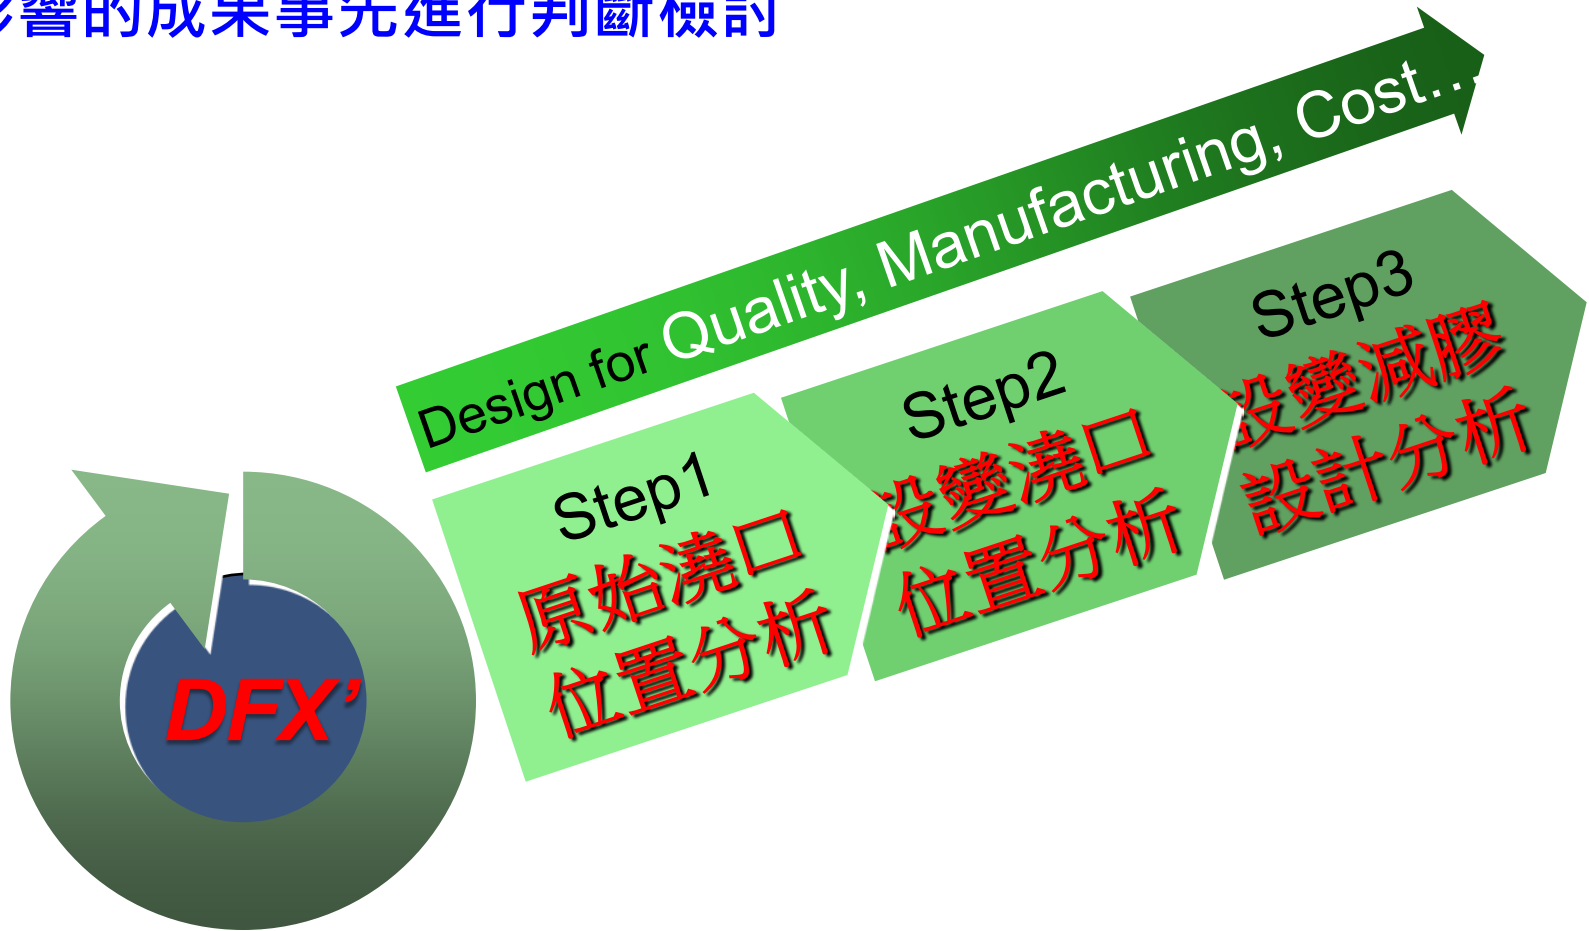 影響的成果事先進行判斷檢討
Design for Quality, Manufacturing, Cost…
Step1
原始澆口
位置分析
Step2
設變澆口
位置分析
Step3
設變減膠
設計分析
DFX’